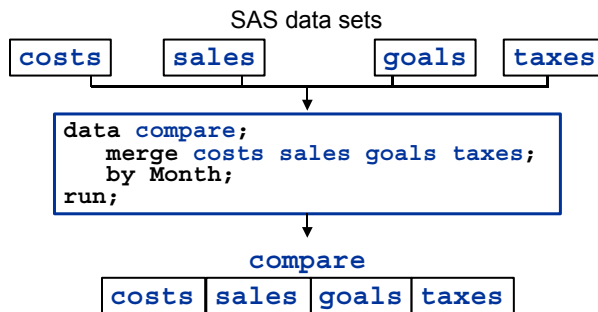 SAS data sets
costs sales goals taxes
data compare;
merge costs sales goals taxes;
by Month;
run;
compare
costs sales goals taxes